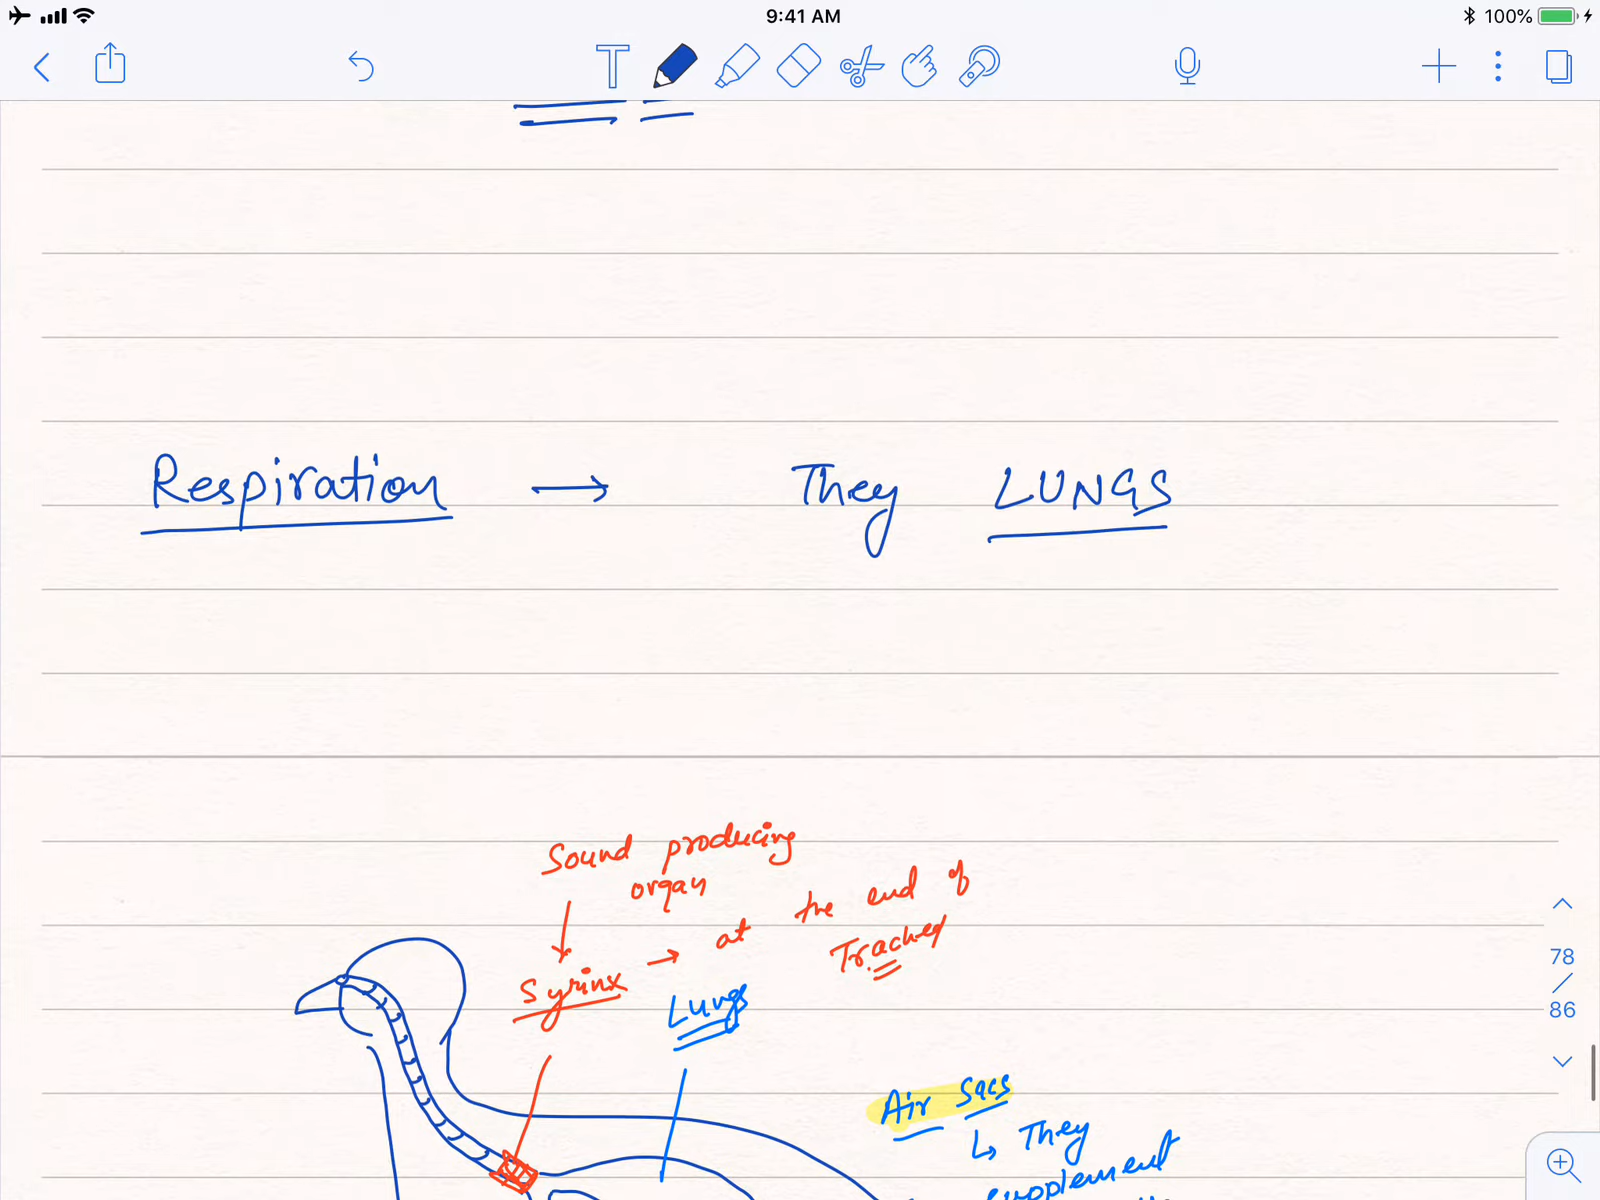 9:41 AM
100%
Respiration → They LUNGS
Sound producing
organ
at the end of
Trachea
Syrinx →
Lungs
78
86
Air Sacs
↳ They
supplement